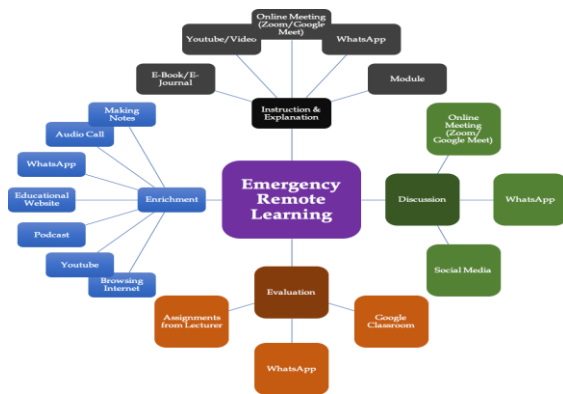 Online Meeting
(Zoom/Google
Meet)
Youtube/Video
WhatsApp
E-Book/E-
Journal
Module
Instruction &
Explanation
Making
Notes
Audio Call
WhatsApp
Educational
Website
Enrichment
Podcast
Youtube
Browsing
Internet
Emergency
Remote
Learning
Online
Meeting
(Zoom/
Google Meet)
Discussion
WhatsApp
Social Media
Evaluation
Assignments
from Lecturer
Google
Classroom
WhatsApp